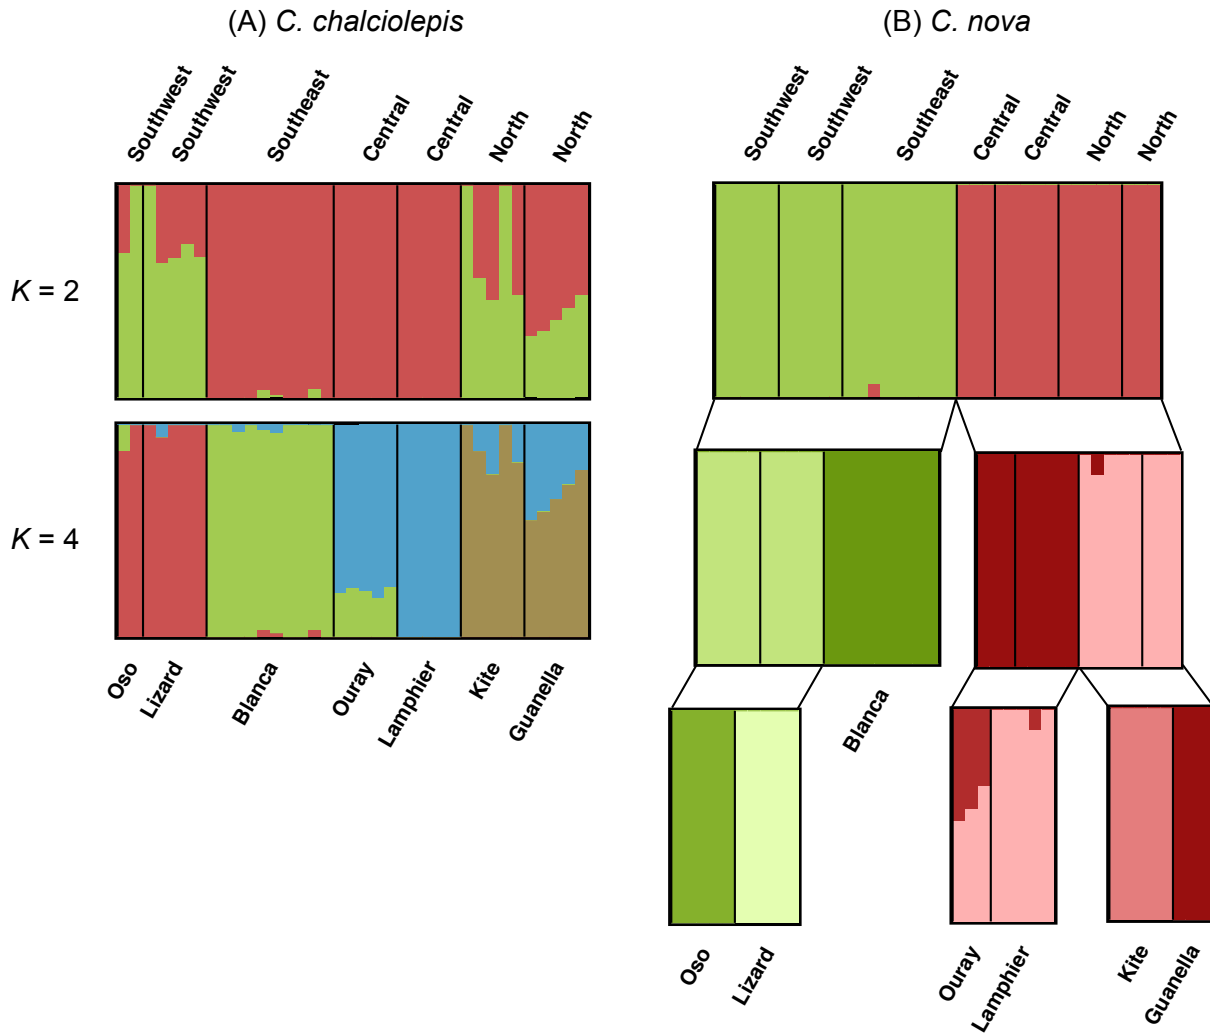 (A) C. chalciolepis
(B) C. nova
Southwest
Southwest
Southeast
Central
Central
North
North
Southwest
Southwest
Southeast
Central
Central
North
North
K = 2
K = 4
Oso
Lizard
Blanca
Ouray
Lamphier
Kite
Guanella
Blanca
Oso
Lizard
Ouray
Lamphier
Kite
Guanella